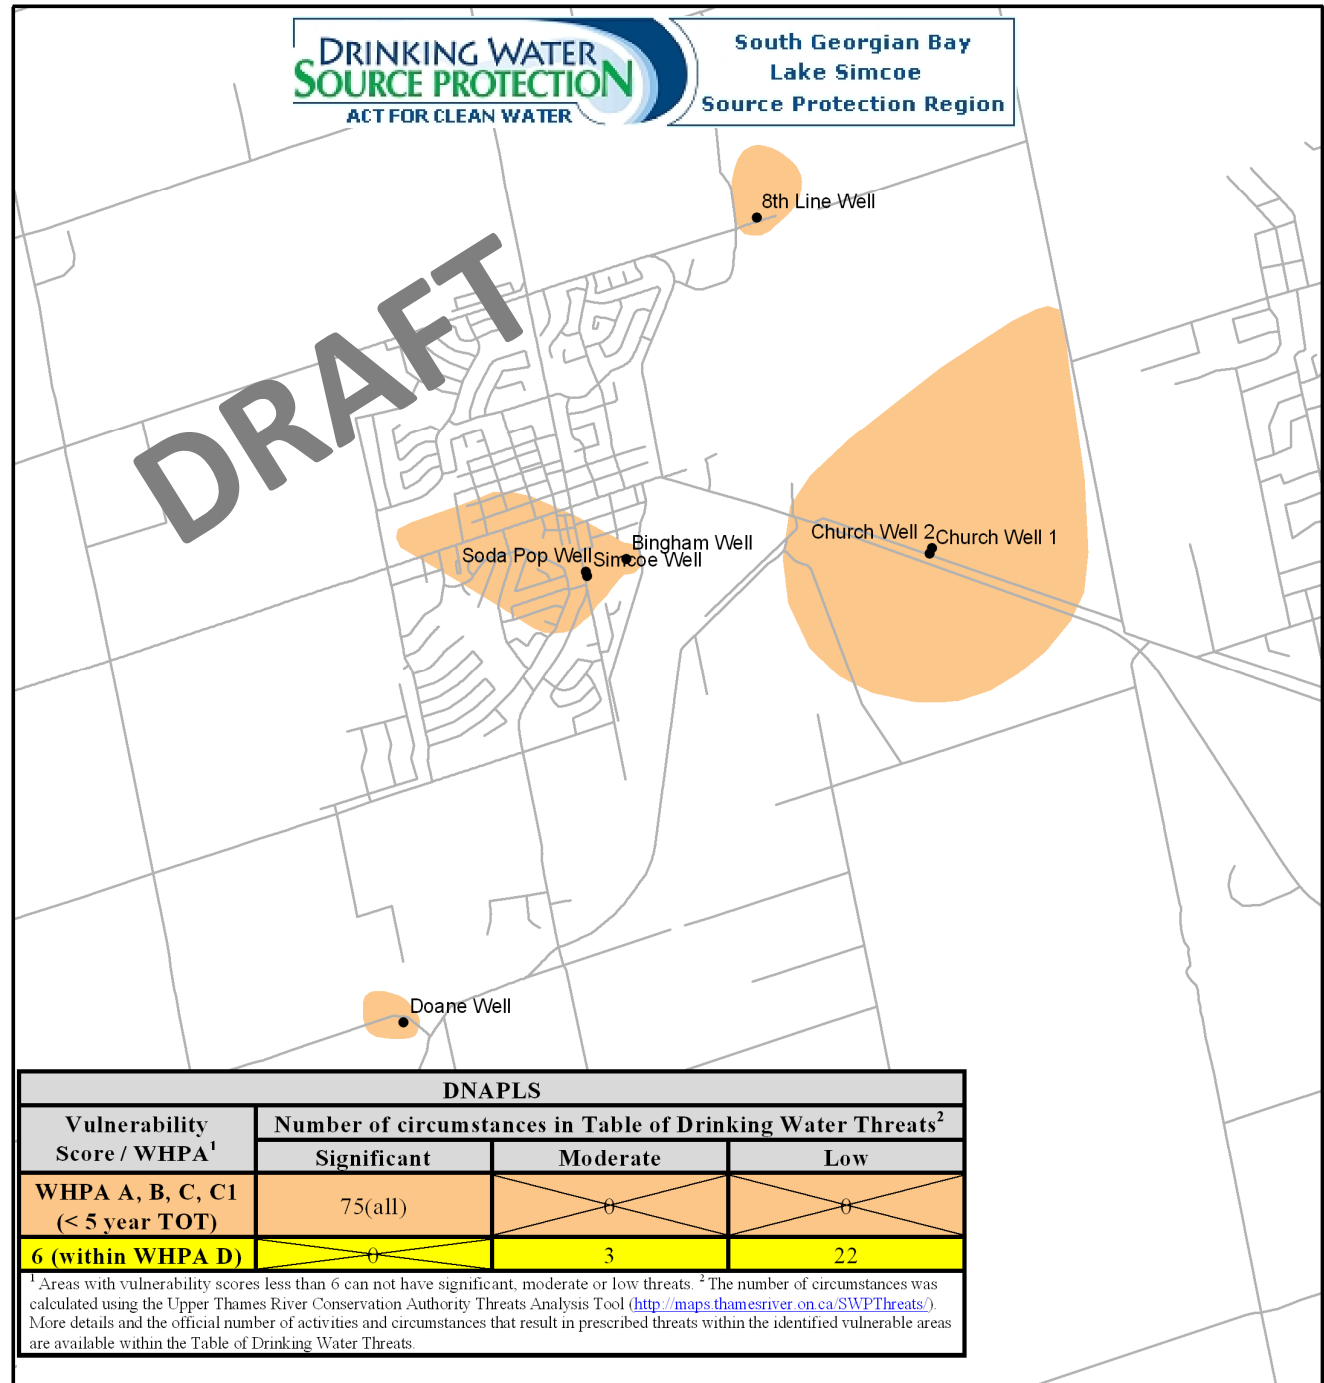 DRINKING WATER
SOURCE PROTECTION
ACT FOR CLEAN WATER
South Georgian Bay
Lake Simcoe
Source Protection Region
8th Line Well
DRAFT
Church Well 2
Church Well 1
Bingham Well
Soda Pop Well
Simcoe Well
Doane Well
DNAPLS
Vulnerability
Score / WHPA¹
Number of circumstances in Table of Drinking Water Threats²
Significant
Moderate
Low
WHPA A, B, C, C1
(< 5 year TOT)
75(all)
0
0
6 (within WHPA D)
0
3
22
¹ Areas with vulnerability scores less than 6 can not have significant, moderate or low threats. ² The number of circumstances was
calculated using the Upper Thames River Conservation Authority Threats Analysis Tool (http://maps.thamesriver.on.ca/SWPThreats/).
More details and the official number of activities and circumstances that result in prescribed threats within the identified vulnerable areas
are available within the Table of Drinking Water Threats.